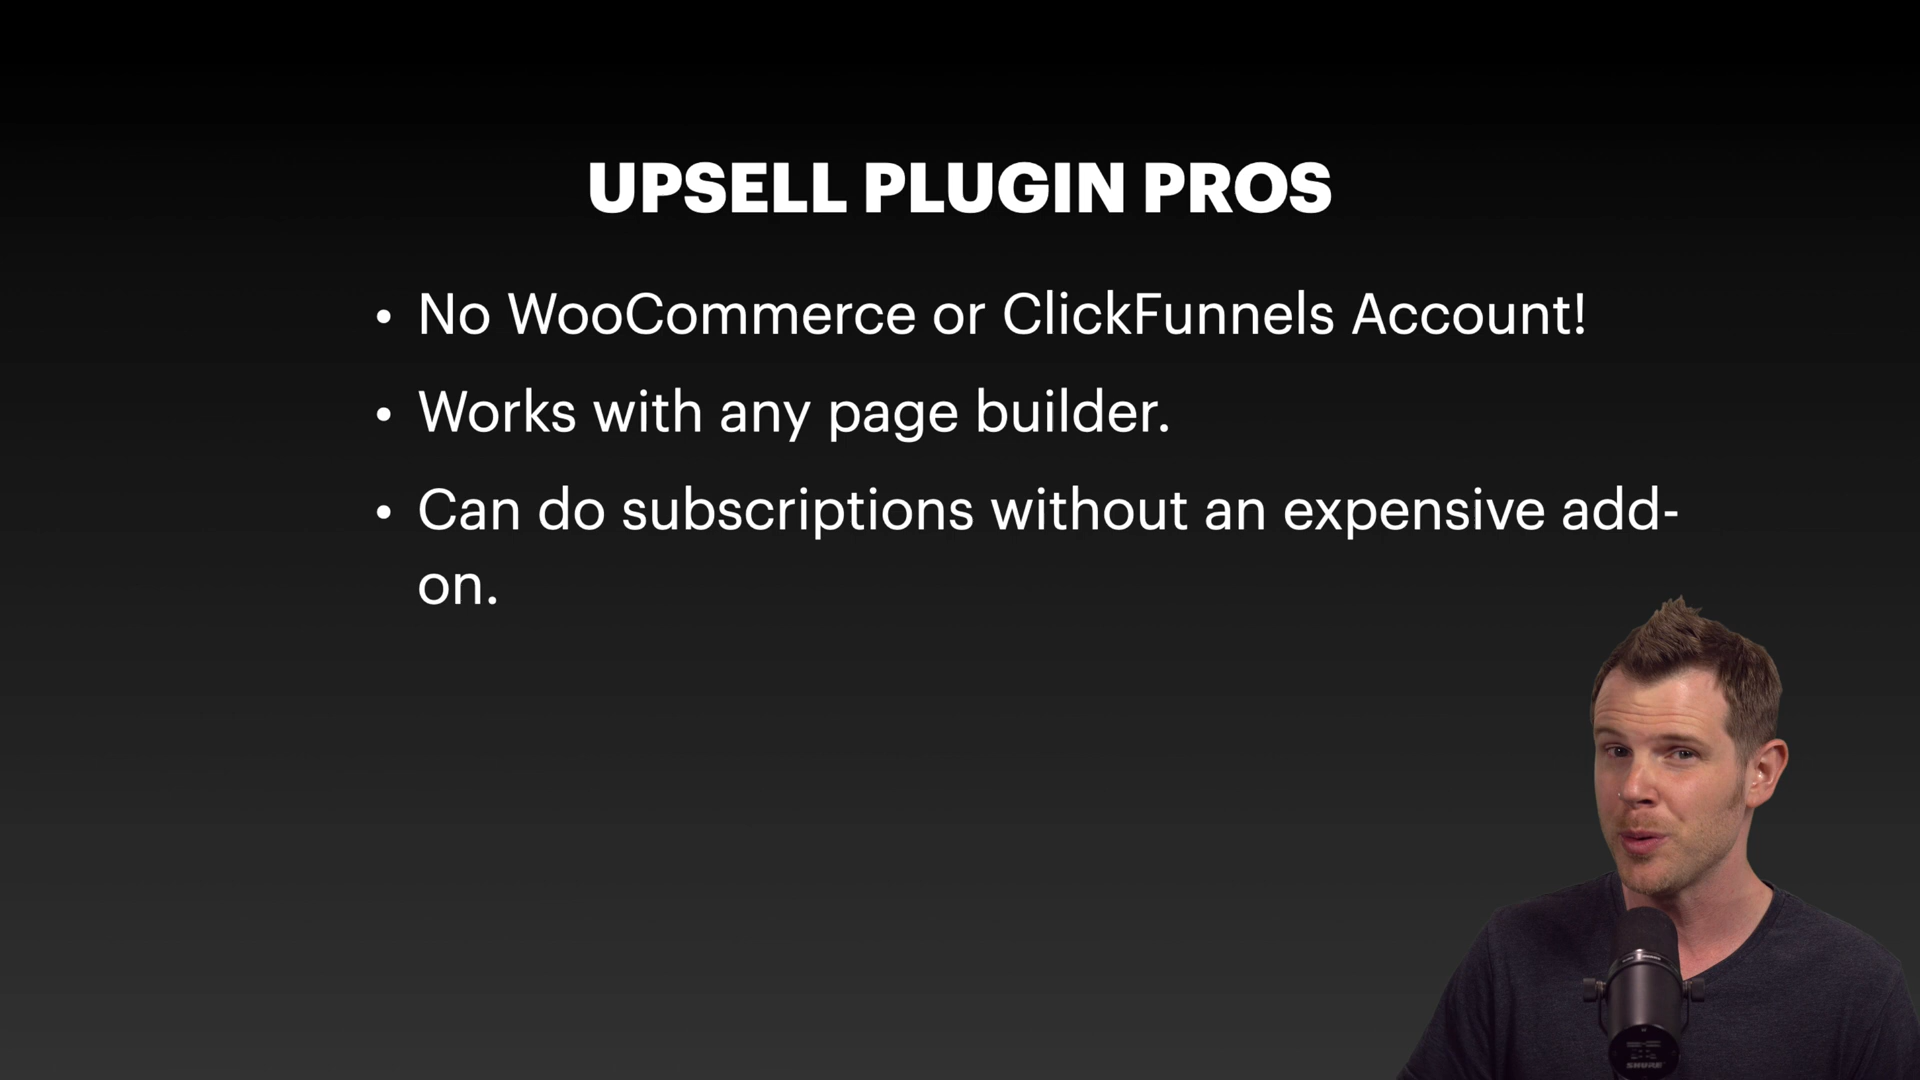 UPSELL PLUGIN PROS
• No WooCommerce or ClickFunnels Account!
• Works with any page builder.
• Can do subscriptions without an expensive add-
on.
SHURE